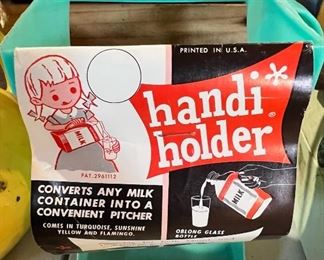 PRINTED IN U.S.A.
handi
holder®
MILK
PAT. 2961112
CONVERTS ANY MILK
CONTAINER INTO A
CONVENIENT PITCHER
COMES IN TURQUOISE, SUNSHINE
YELLOW AND FLAMINGO.
MILK
OBLONG GLASS
BOTTLE